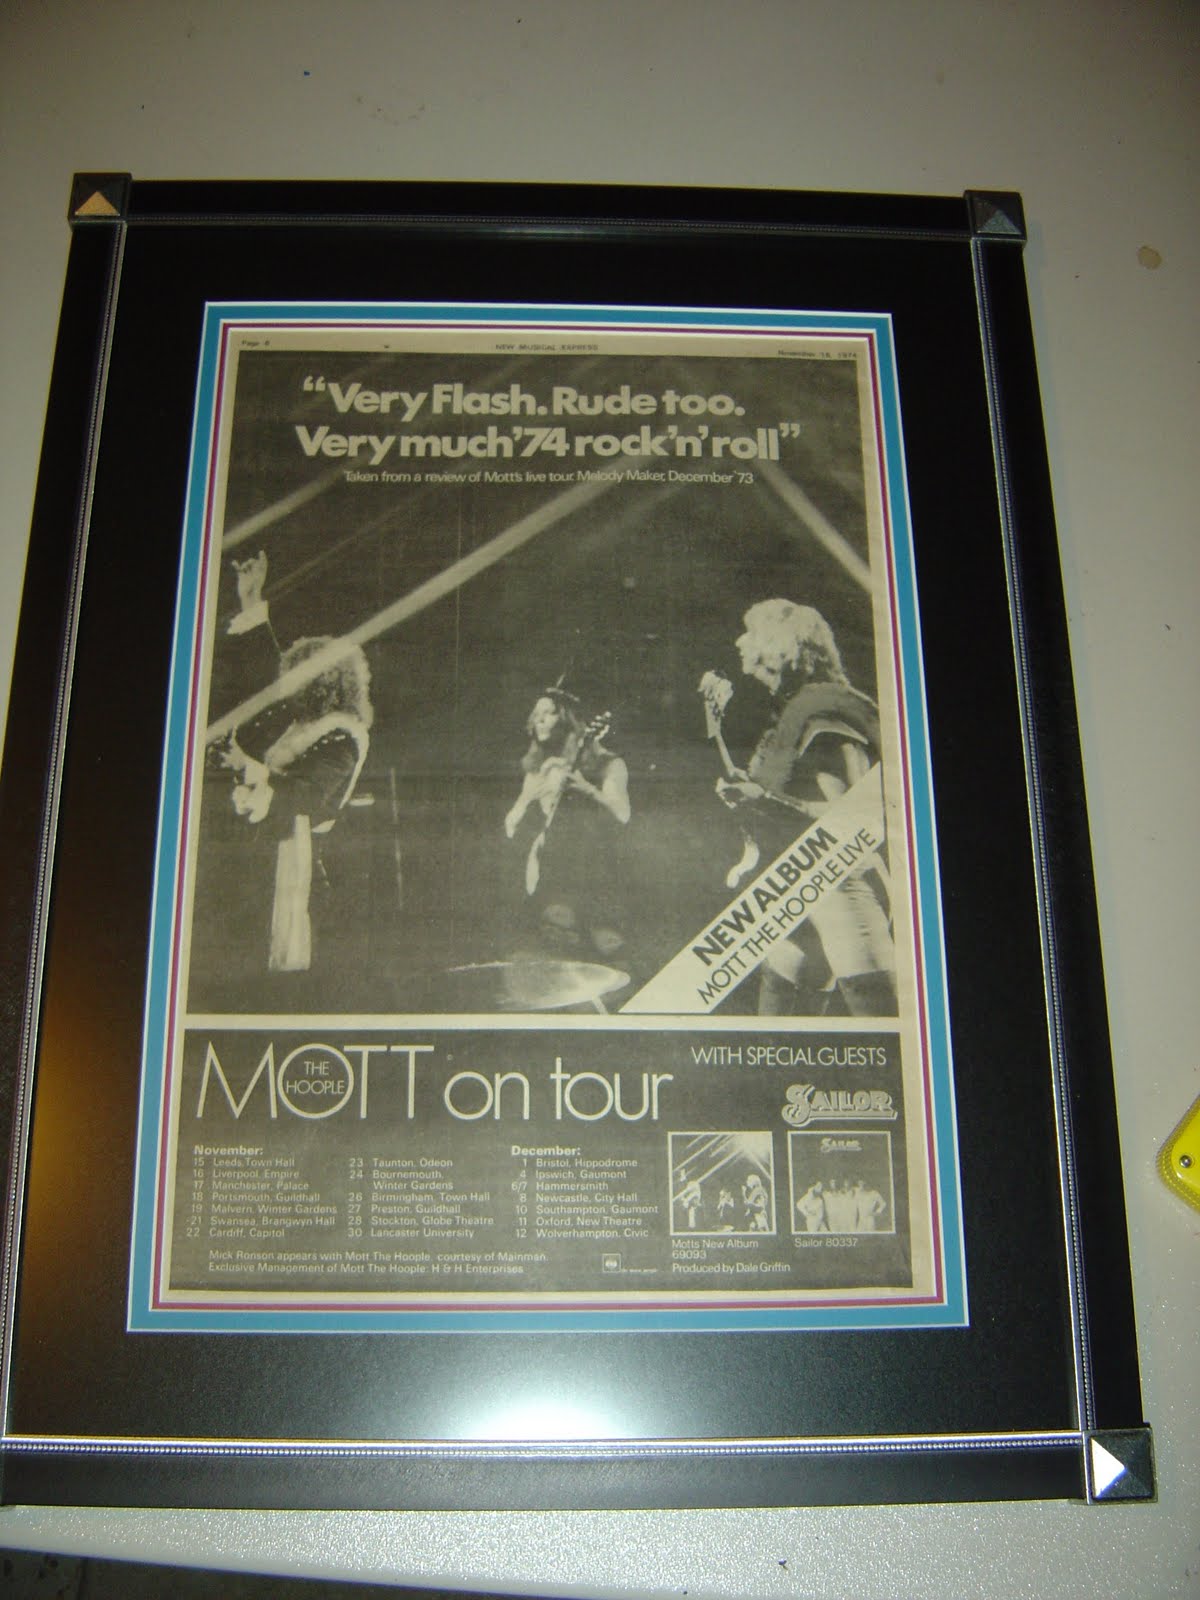 Page 8
NEW MUSICAL EXPRESS
November 16, 1974
“Very Flash. Rude too.
Very much ’74 rock’n’roll”
Taken from a review of Mott's live tour. Melody Maker, December '73
NEW ALBUM
MOTT THE HOOPLE LIVE
MOTT THE HOOPLE on tour
WITH SPECIAL GUESTS
SAILOR
November:
15 Leeds, Town Hall
16 Liverpool, Empire
17 Manchester, Palace
18 Portsmouth, Guildhall
19 Malvern, Winter Gardens
21 Swansea, Brangwyn Hall
22 Cardiff, Capitol
23 Taunton, Odeon
24 Bournemouth,
Winter Gardens
26 Birmingham, Town Hall
27 Preston, Guildhall
28 Stockton, Globe Theatre
30 Lancaster University
December:
1 Bristol, Hippodrome
4 Ipswich, Gaumont
6/7 Hammersmith
8 Newcastle, City Hall
10 Southampton, Gaumont
11 Oxford, New Theatre
12 Wolverhampton, Civic
Mick Ronson appears with Mott The Hoople, courtesy of Mainman.
Exclusive Management of Mott The Hoople: H & H Enterprises
SAILOR
Motts New Album
69093
Produced by Dale Griffin
Sailor 80337